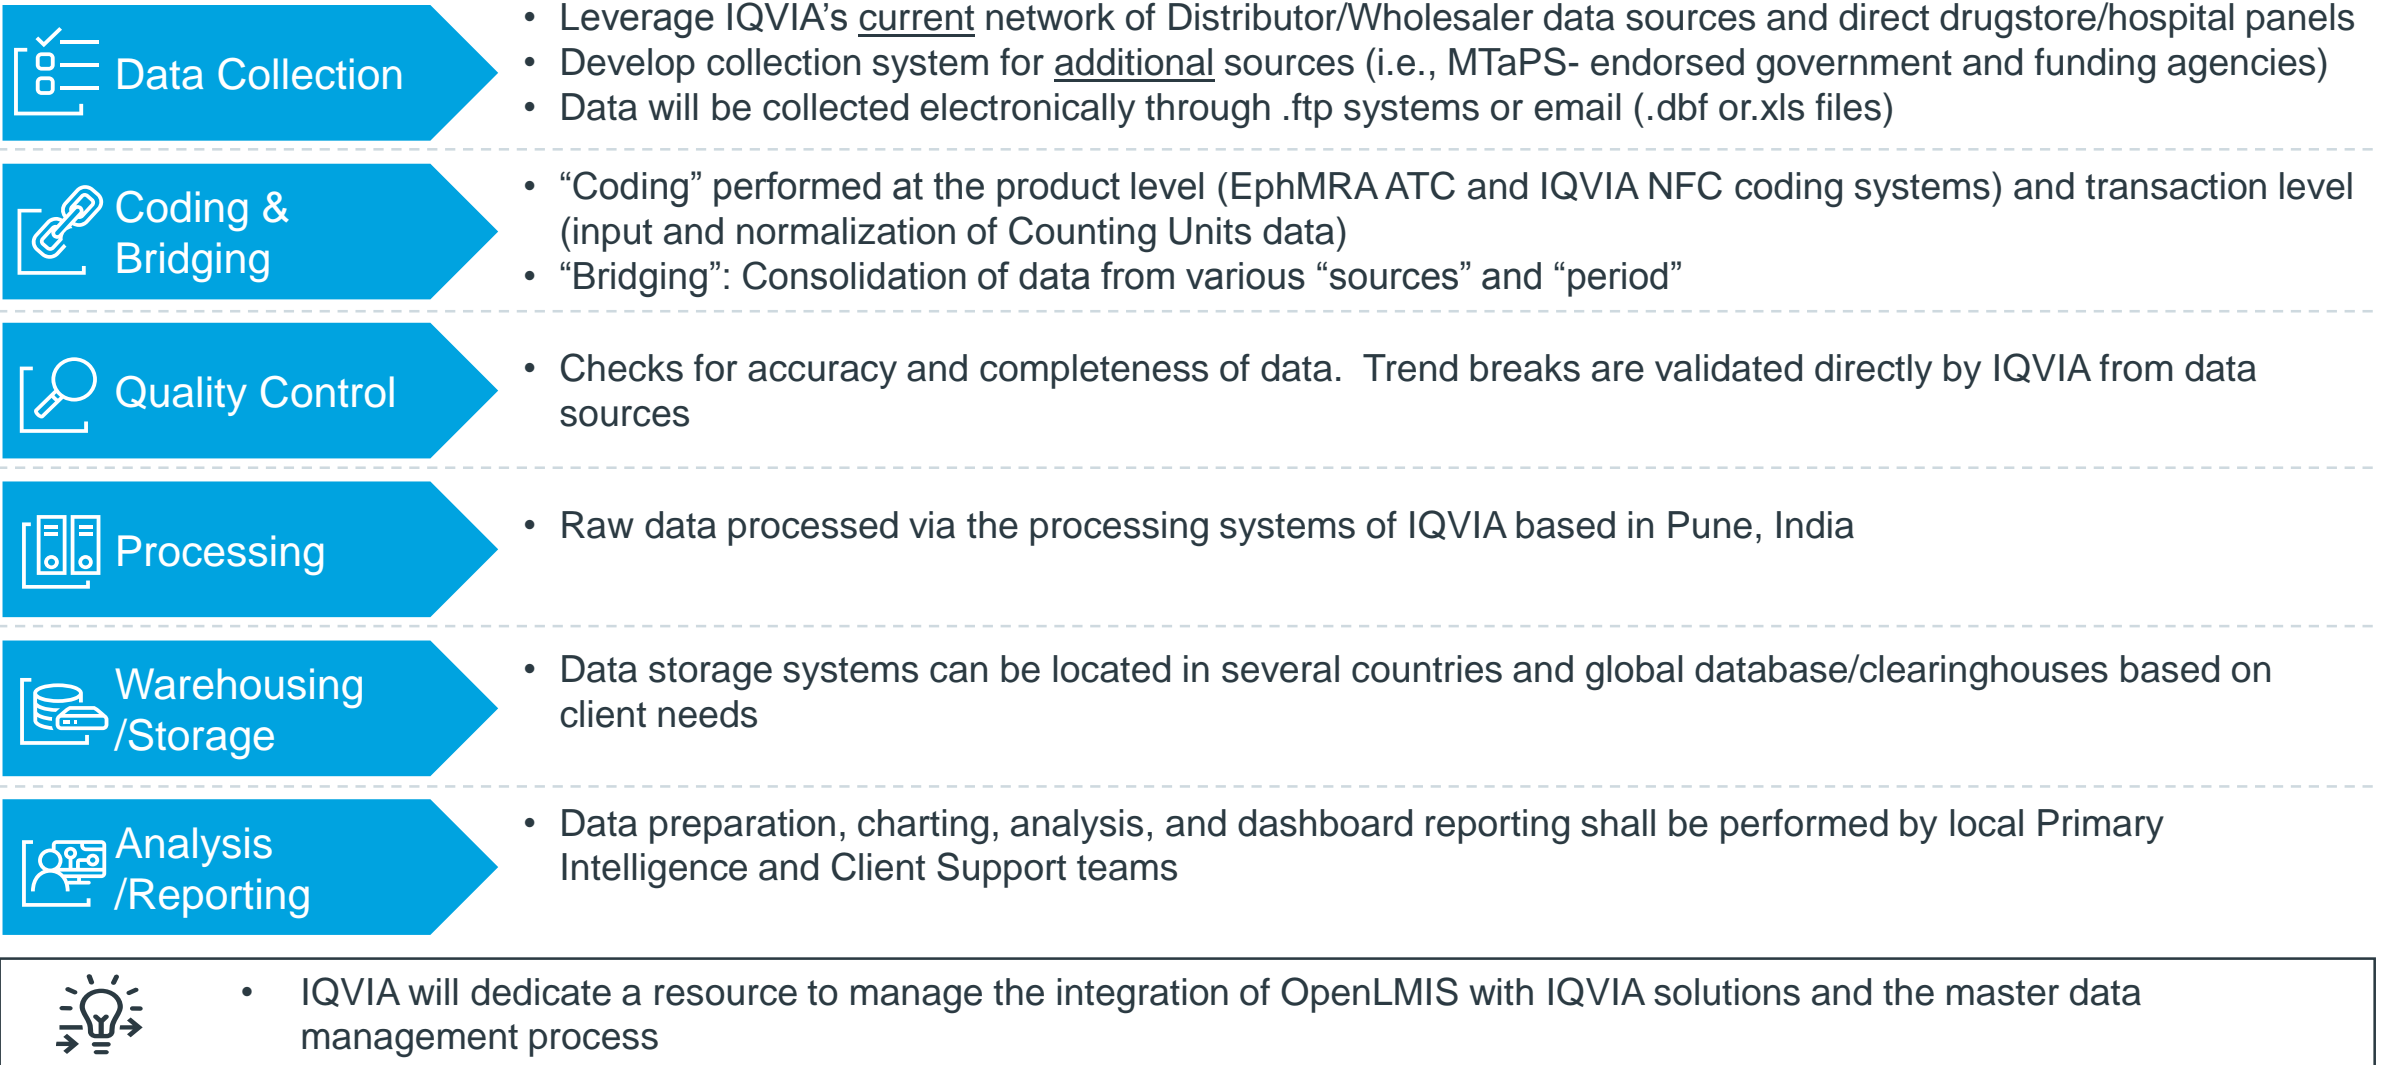 Data Collection
• Leverage IQVIA's current network of Distributor/Wholesaler data sources and direct drugstore/hospital panels
• Develop collection system for additional sources (i.e., MTaPS- endorsed government and funding agencies)
• Data will be collected electronically through .ftp systems or email (.dbf or.xls files)
Coding &
Bridging
• “Coding” performed at the product level (EphMRA ATC and IQVIA NFC coding systems) and transaction level
(input and normalization of Counting Units data)
• “Bridging”: Consolidation of data from various “sources” and “period”
Quality Control
• Checks for accuracy and completeness of data.  Trend breaks are validated directly by IQVIA from data
sources
Processing
• Raw data processed via the processing systems of IQVIA based in Pune, India
Warehousing
/Storage
• Data storage systems can be located in several countries and global database/clearinghouses based on
client needs
Analysis
/Reporting
• Data preparation, charting, analysis, and dashboard reporting shall be performed by local Primary
Intelligence and Client Support teams
• IQVIA will dedicate a resource to manage the integration of OpenLMIS with IQVIA solutions and the master data
management process